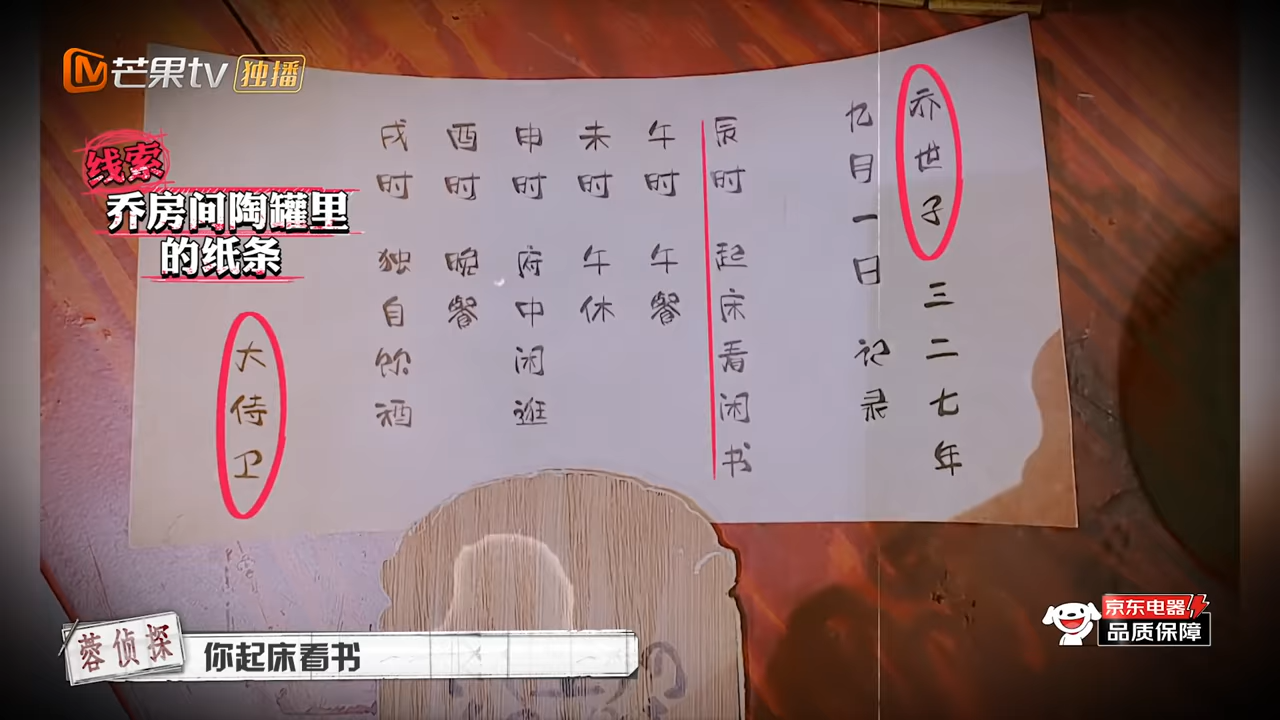 芒果tv 独播
线索
乔房间陶罐里
的纸条
乔世子 三二七年
月一日 记录
辰时 起床看闲书
午时 午餐
未时 午休
申时 府中闲逛
酉时 晚餐
戌时 独自饮酒
大侍卫
蓉侦探
你起床看书
京东电器
品质保障